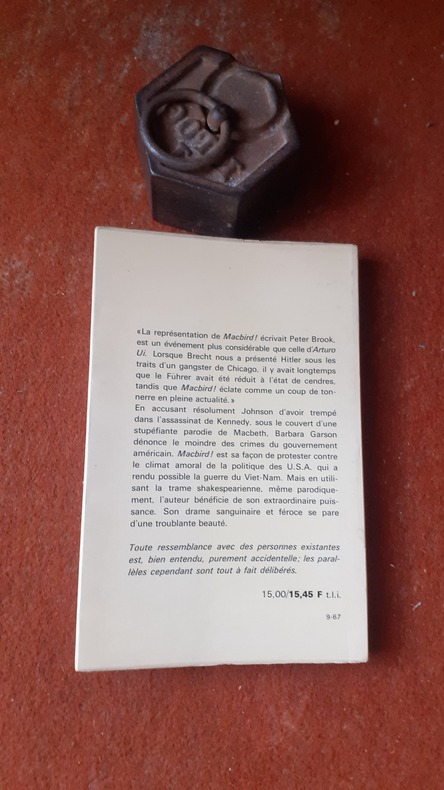 « La représentation de Macbird ! écrivait Peter Brook,
est un événement plus considérable que celle d'Arturo
Ui. Lorsque Brecht nous a présenté Hitler sous les
traits d'un gangster de Chicago, il y avait longtemps
que le Führer avait été réduit à l'état de cendres,
tandis que Macbird ! éclate comme un coup de ton-
nerre en pleine actualité. »
En accusant résolument Johnson d'avoir trempé
dans l'assassinat de Kennedy, sous le couvert d'une
stupéfiante parodie de Macbeth, Barbara Garson
dénonce le moindre des crimes du gouvernement
américain. Macbird ! est sa façon de protester contre
le climat amoral de la politique des U.S.A. qui a
rendu possible la guerre du Viet-Nam. Mais en utili-
sant la trame shakespearienne, même parodique-
ment, l'auteur bénéficie de son extraordinaire puis-
sance. Son drame sanguinaire et féroce se pare
d'une troublante beauté.
Toute ressemblance avec des personnes existantes
est, bien entendu, purement accidentelle ; les paral-
lèles cependant sont tout à fait délibérés.
15,00/15,45 F t.l.i.
9-67